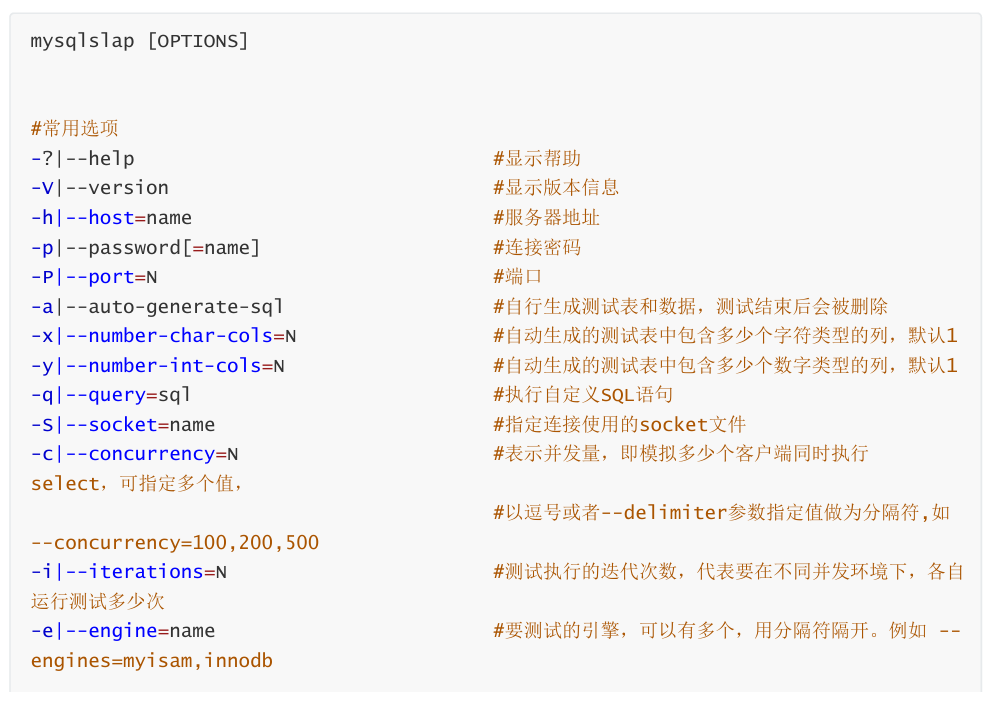 mysqlslap [OPTIONS]
#常用选项
-?|--help #显示帮助
-V|--version #显示版本信息
-h|--host=name #服务器地址
-p|--password[=name] #连接密码
-P|--port=N #端口
-a|--auto-generate-sql #自行生成测试表和数据，测试结束后会被删除
-x|--number-char-cols=N #自动生成的测试表中包含多少个字符类型的列，默认1
-y|--number-int-cols=N #自动生成的测试表中包含多少个数字类型的列，默认1
-q|--query=sql #执行自定义SQL语句
-S|--socket=name #指定连接使用的socket文件
-c|--concurrency=N #表示并发量，即模拟多少个客户端同时执行
select，可指定多个值，
#以逗号或者--delimiter参数指定值做为分隔符,如
--concurrency=100,200,500
-i|--iterations=N #测试执行的迭代次数，代表要在不同并发环境下，各自
运行测试多少次
-e|--engine=name #要测试的引擎，可以有多个，用分隔符隔开。例如 --
engines=myisam,innodb